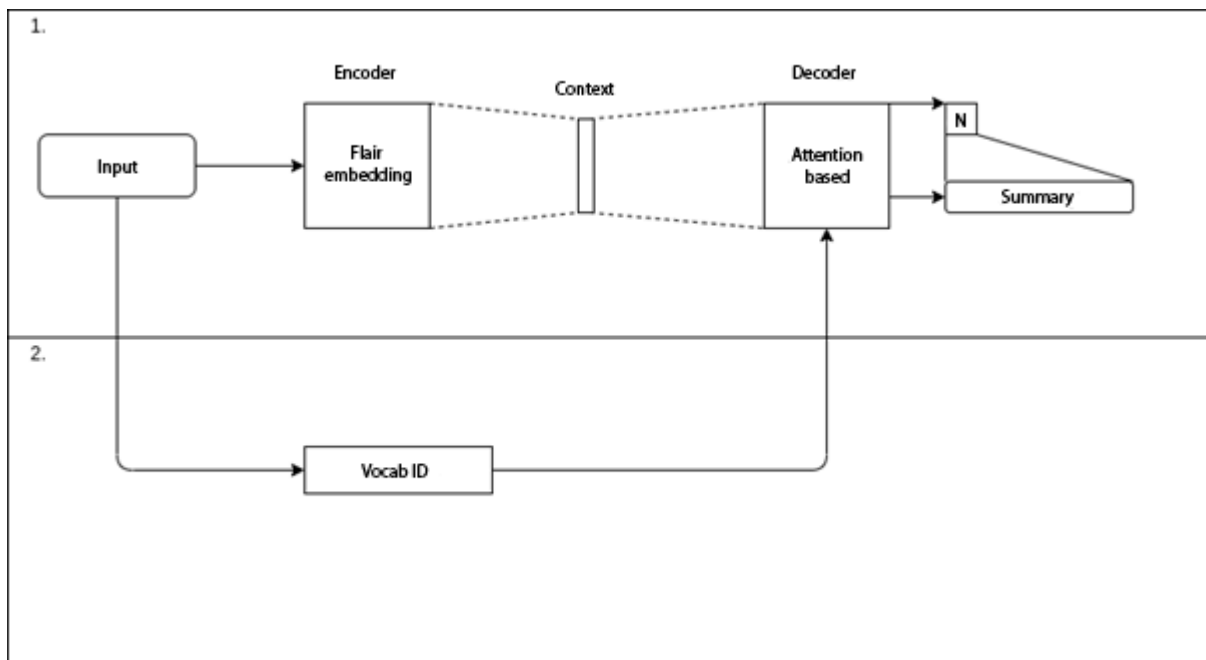 1.
Encoder
Context
Decoder
Input
Flair
embedding
Attention
based
N
Summary
2.
Vocab ID